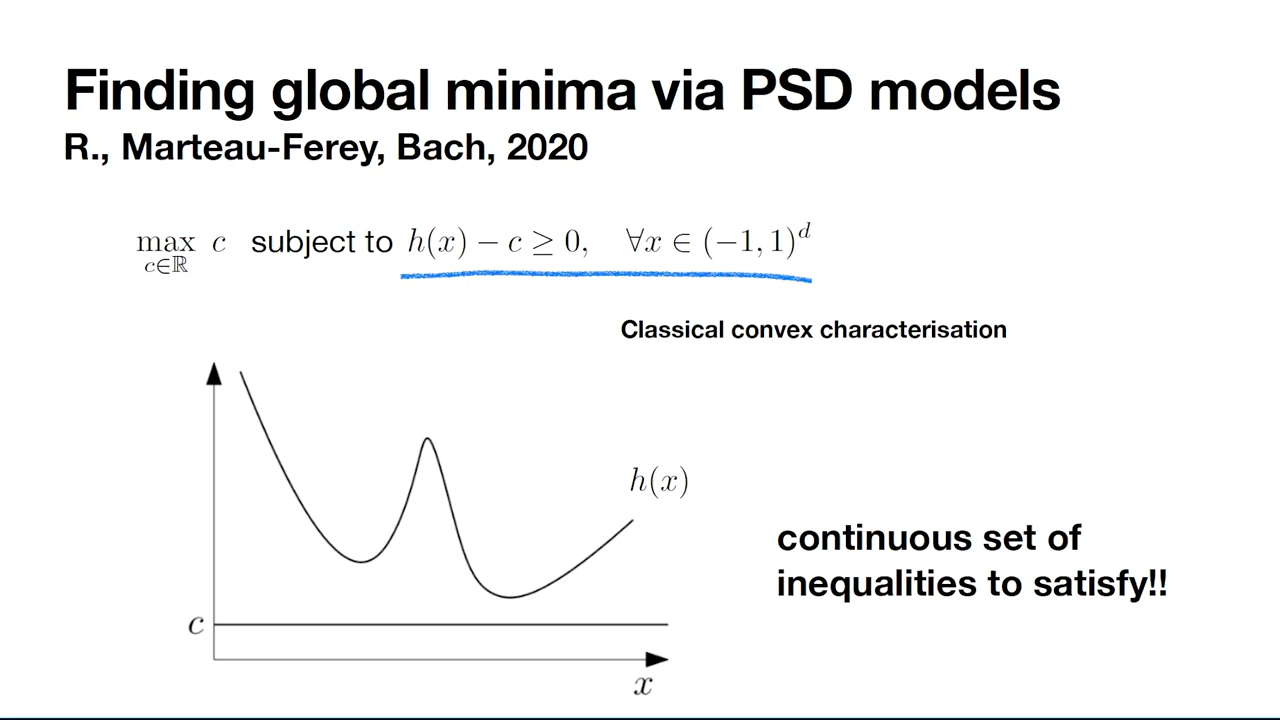 Finding global minima via PSD models
R., Marteau-Ferey, Bach, 2020
max c subject to h(x) − c ≥ 0, ∀x ∈ (−1, 1)^d
c∈ℝ
Classical convex characterisation
h(x)
continuous set of
inequalities to satisfy!!
c
x